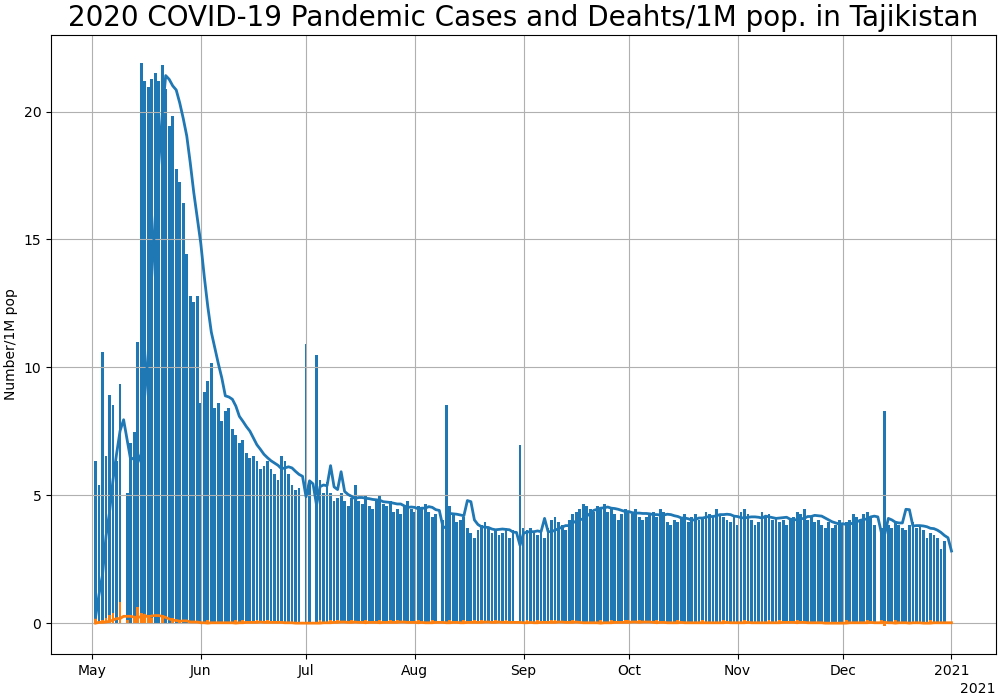 2020 COVID-19 Pandemic Cases and Deahts/1M pop. in Tajikistan
Number/1M pop
20
15
10
5
0
May Jun Jul Aug Sep Oct Nov Dec 2021
2021